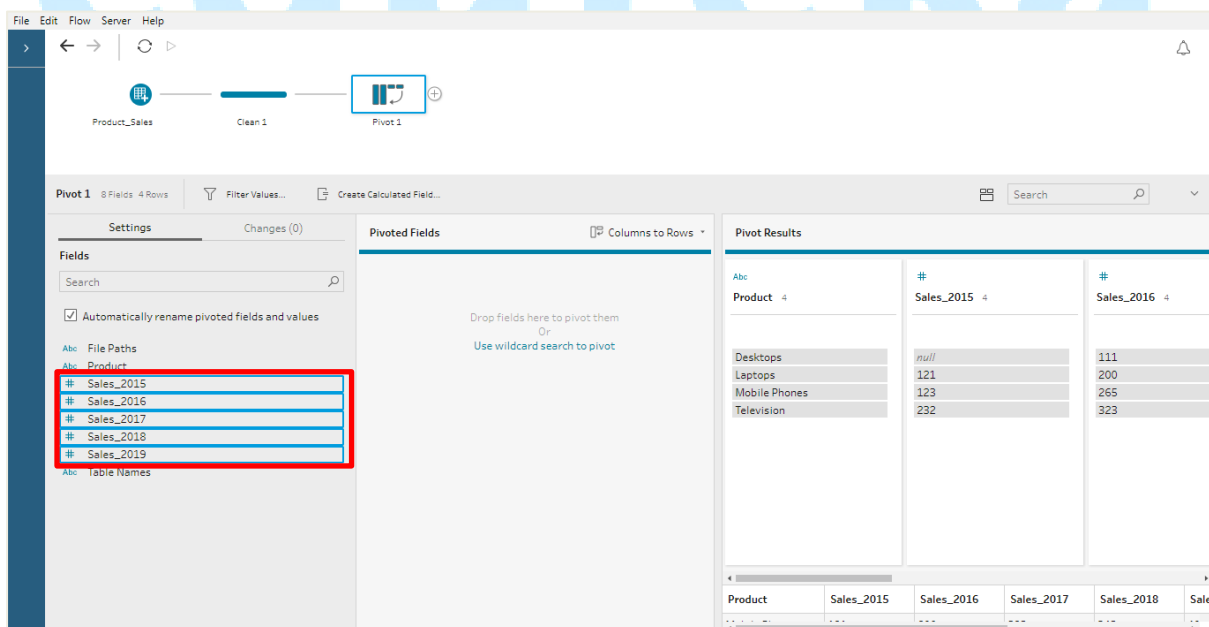 File Edit Flow Server Help
Product_Sales Clean 1 Pivot 1
Pivot 1 8 Fields 4 Rows Filter Values... Create Calculated Field... Search
Settings Changes (0)
Fields
Search
Automatically rename pivoted fields and values
Abc File Paths
Abc Product
# Sales_2015
# Sales_2016
# Sales_2017
# Sales_2018
# Sales_2019
Abc Table Names
Pivoted Fields Columns to Rows
Drop fields here to pivot them
Or
Use wildcard search to pivot
Pivot Results
Abc # #
Product 4 Sales_2015 4 Sales_2016 4
Desktops null 111
Laptops 121 200
Mobile Phones 123 265
Television 232 323
Product Sales_2015 Sales_2016 Sales_2017 Sales_2018 Sale